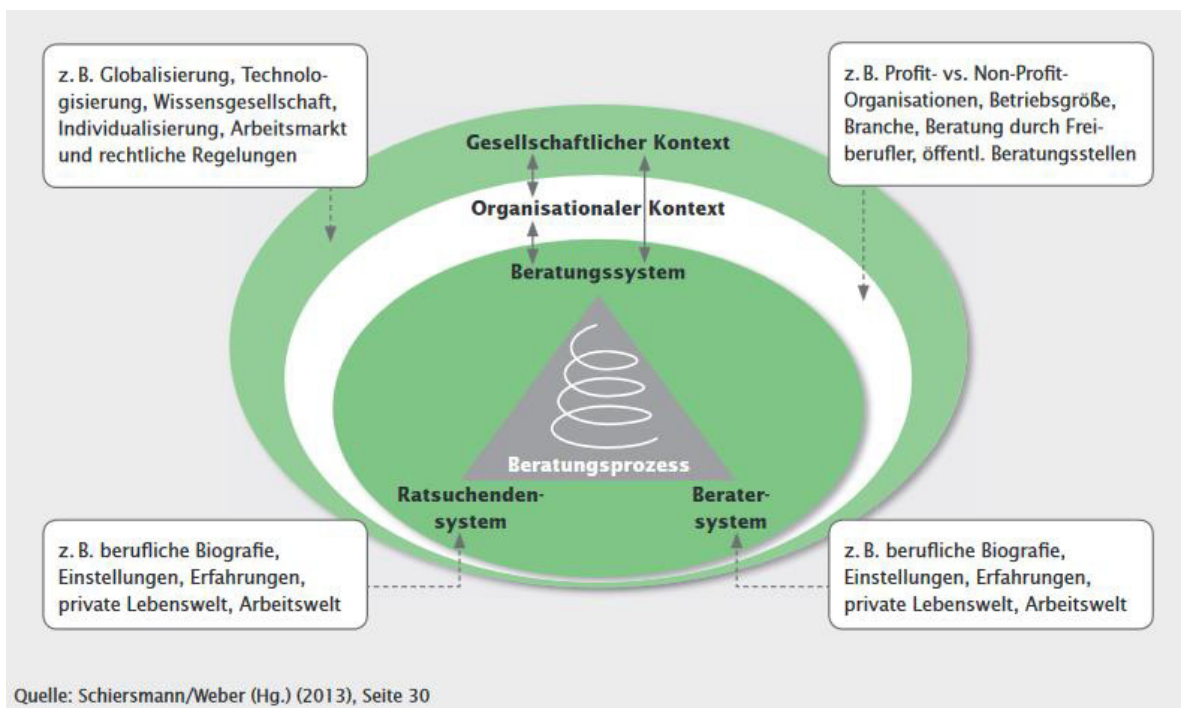 z. B. Globalisierung, Technolo-
gisierung, Wissensgesellschaft,
Individualisierung, Arbeitsmarkt
und rechtliche Regelungen
z. B. Profit- vs. Non-Profit-
Organisationen, Betriebsgröße,
Branche, Beratung durch Frei-
berufler, öffentl. Beratungsstellen
Gesellschaftlicher Kontext
Organisationaler Kontext
Beratungssystem
Beratungsprozess
Ratsuchenden-
system
Berater-
system
z. B. berufliche Biografie,
Einstellungen, Erfahrungen,
private Lebenswelt, Arbeitswelt
z. B. berufliche Biografie,
Einstellungen, Erfahrungen,
private Lebenswelt, Arbeitswelt
Quelle: Schiersmann/Weber (Hg.) (2013), Seite 30